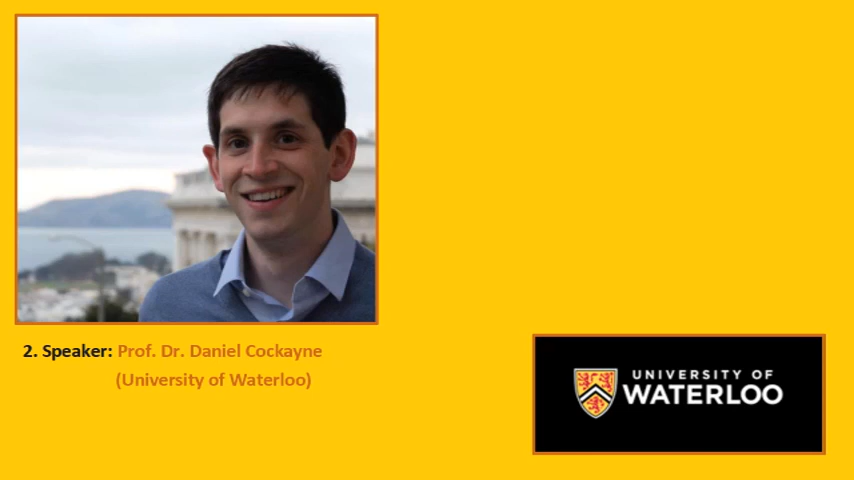 2. Speaker: Prof. Dr. Daniel Cockayne
(University of Waterloo)
UNIVERSITY OF
WATERLOO